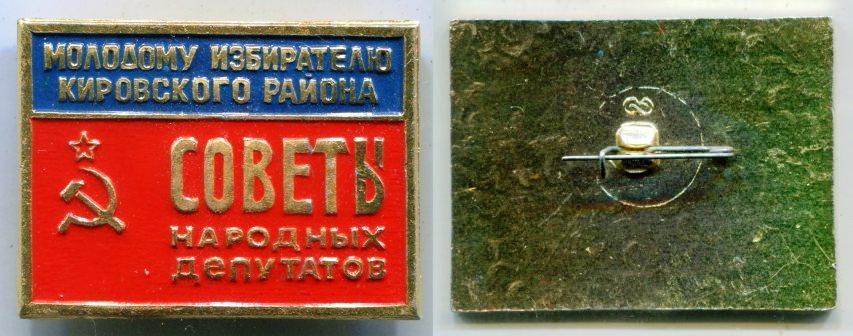 МОЛОДОМУ ИЗБИРАТЕЛЮ
КИРОВСКОГО РАЙОНА
СОВЕТЫ
НАРОДНЫХ
ДЕПУТАТОВ